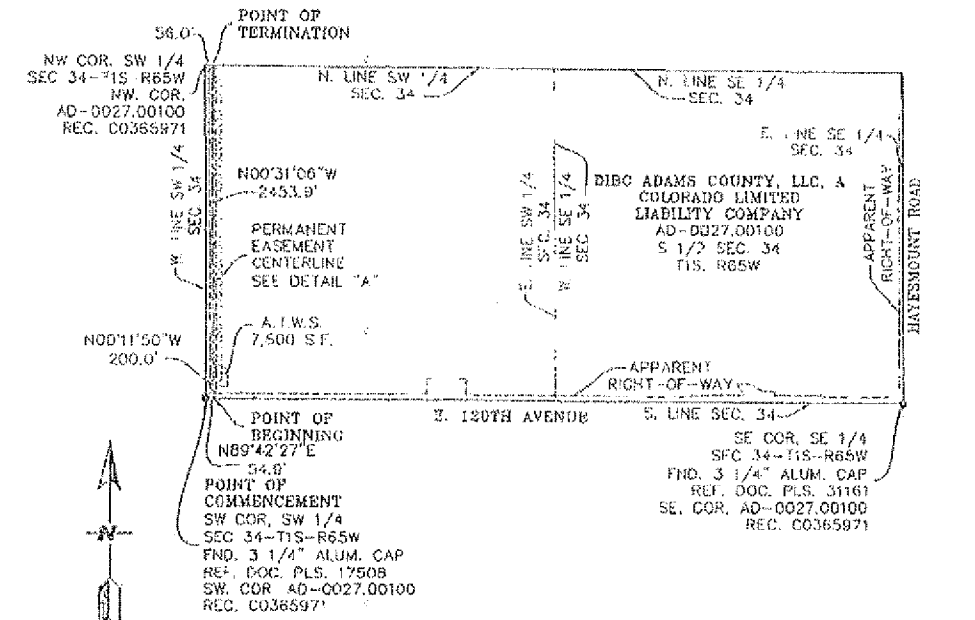 POINT OF
TERMINATION
56.0'
NW COR. SW 1/4
SEC 34-T1S-R65W
NW. COR.
AD-0027.00100
REC. C0365971
N. LINE SW 1/4
SEC. 34
N. LINE SE 1/4
SEC. 34
E. LINE SE 1/4
SEC. 34
W. LINE SW 1/4
SEC. 34
N00°31'06"W
2453.9'
PERMANENT
EASEMENT
CENTERLINE
SEE DETAIL "A"
E. LINE SW 1/4
SEC. 34
W. LINE SE 1/4
SEC. 34
DIBC ADAMS COUNTY, LLC, A
COLORADO LIMITED
LIABILITY COMPANY
AD-0027.00100
S 1/2 SEC. 34
T1S, R65W
APPARENT
RIGHT-OF-WAY
HAYESMOUNT ROAD
N00°11'50"W
200.0'
A.T.W.S.
7,500 S.F.
APPARENT
RIGHT-OF-WAY
POINT OF
BEGINNING
E. 120TH AVENUE
S. LINE SEC. 34
N89°42'27"E
54.8'
POINT OF
COMMENCEMENT
SW COR, SW 1/4
SEC 34-T1S-R65W
FND. 3 1/4" ALUM. CAP
REF. DOC. PLS. 17508
SW. COR AD-0027.00100
REC. C0365971
SE COR, SE 1/4
SEC 34-T1S-R65W
FND. 3 1/4" ALUM. CAP
REF. DOC. PLS. 31161
SE. COR. AD-0027.00100
REC. C0365971
N